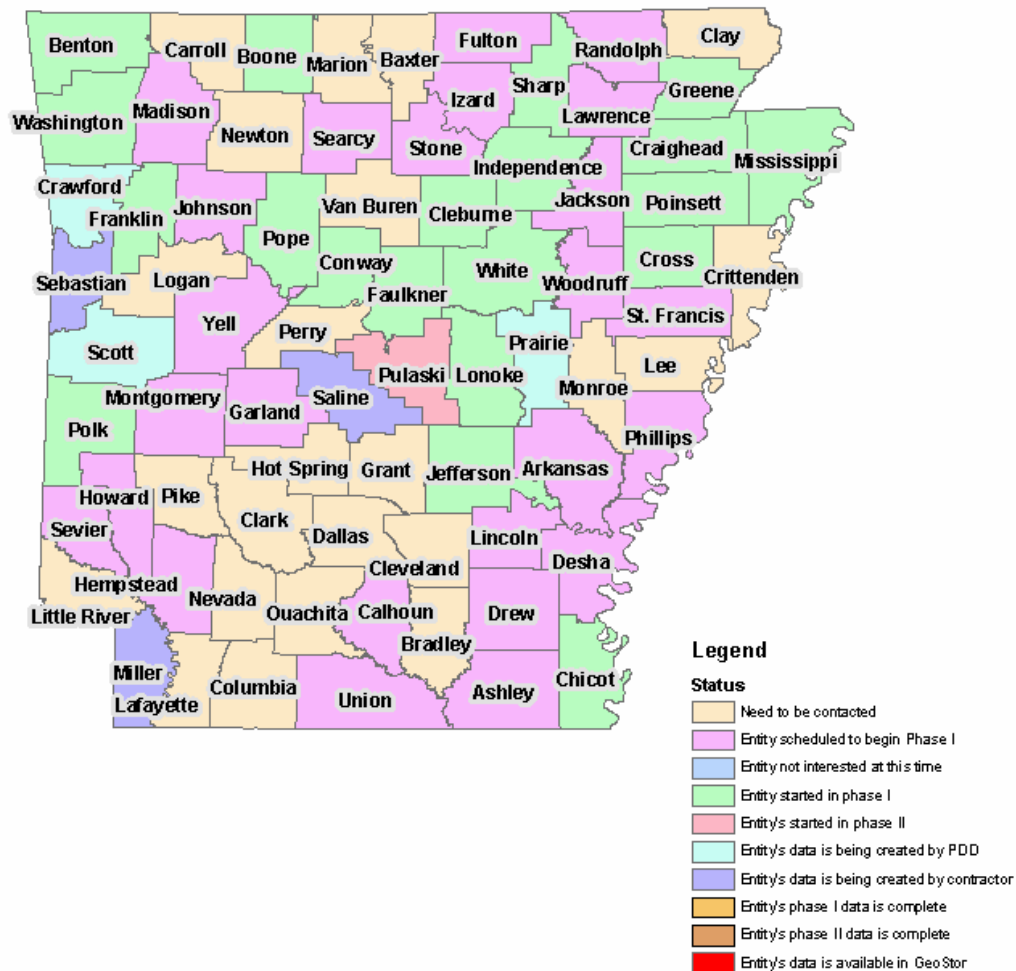 Benton
Carroll
Boone
Marion
Baxter
Fulton
Randolph
Clay
Washington
Madison
Newton
Searcy
Stone
Izard
Sharp
Lawrence
Greene
Independence
Craighead
Mississippi
Crawford
Franklin
Johnson
Pope
Van Buren
Cleburne
Jackson
Poinsett
Sebastian
Logan
Conway
Faulkner
White
Woodruff
Cross
Crittenden
Yell
Perry
St. Francis
Scott
Prairie
Lee
Pulaski
Lonoke
Monroe
Montgomery
Garland
Saline
Polk
Phillips
Hot Spring
Grant
Jefferson
Arkansas
Howard
Pike
Clark
Sevier
Dallas
Lincoln
Desha
Cleveland
Hempstead
Nevada
Little River
Ouachita
Calhoun
Drew
Bradley
Miller
Lafayette
Columbia
Union
Ashley
Chicot
Legend
Status
Need to be contacted
Entity scheduled to begin Phase I
Entity not interested at this time
Entity started in phase I
Entity's started in phase II
Entity's data is being created by PDD
Entity's data is being created by contractor
Entity's phase I data is complete
Entity's phase II data is complete
Entity's data is available in GeoStor